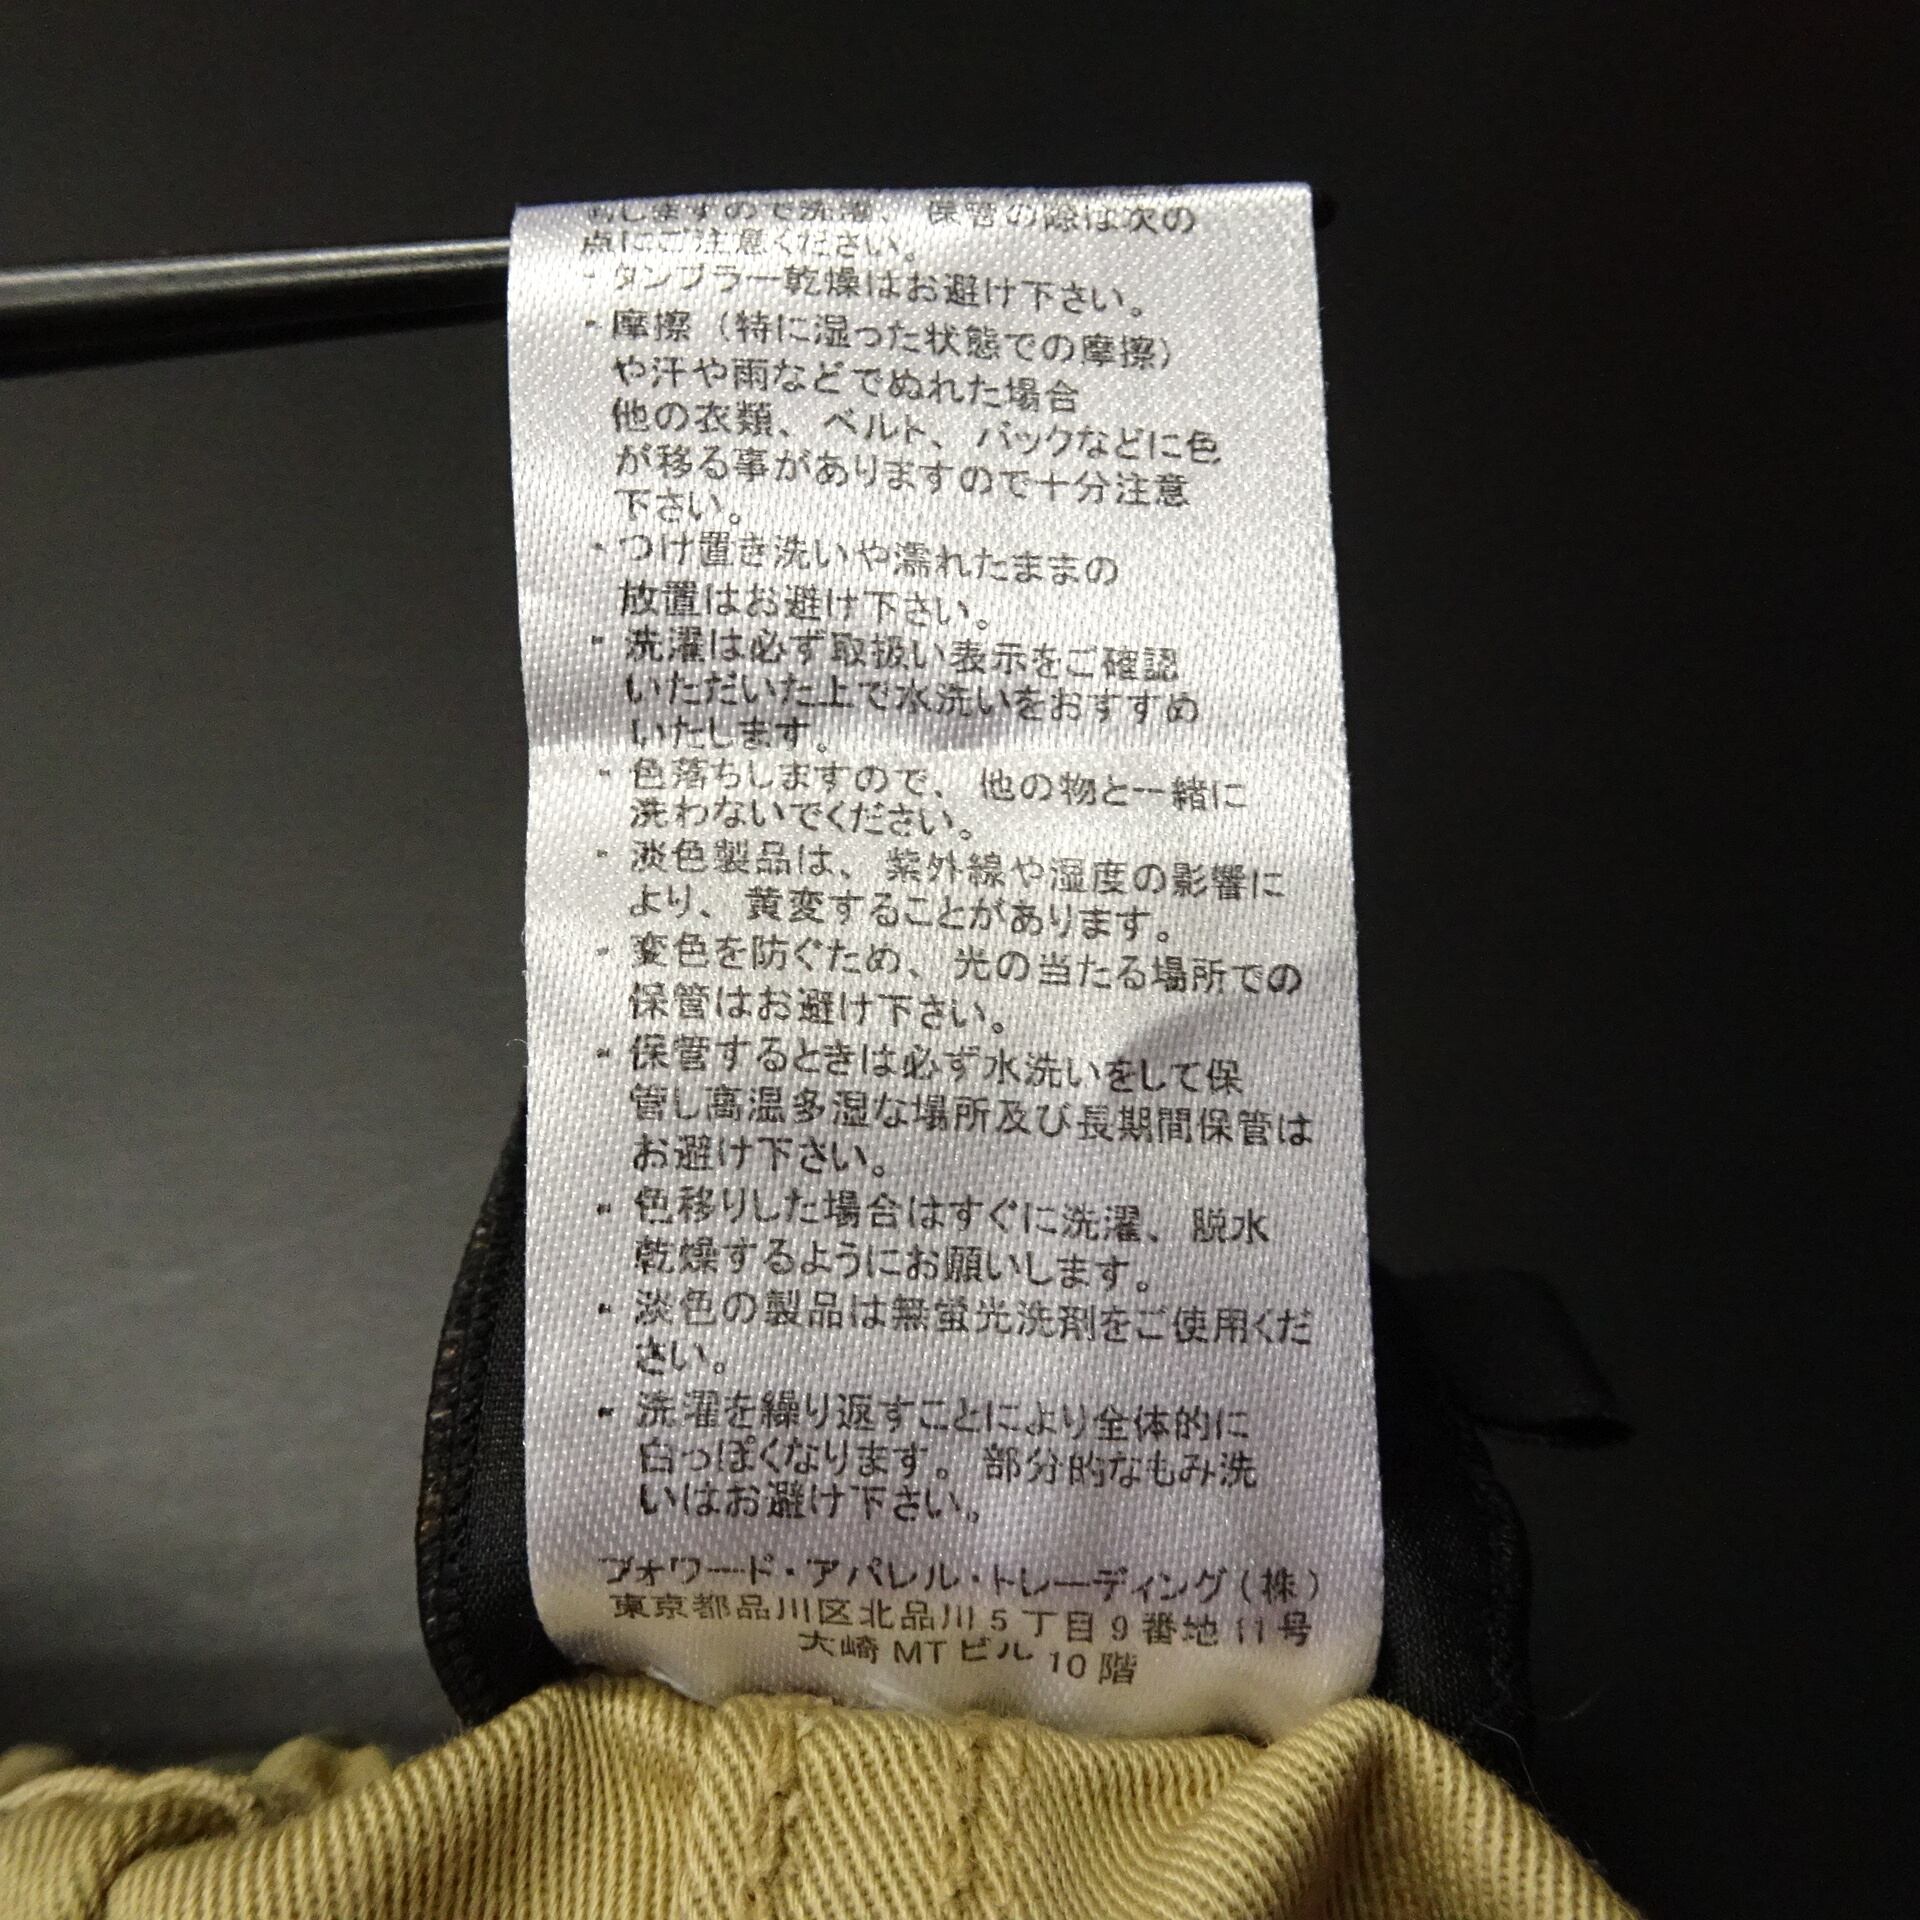 しますので洗濯、保管の際は次の
点にご注意ください。
・タンブラー乾燥はお避け下さい。
・摩擦（特に湿った状態での摩擦）
や汗や雨などでぬれた場合
他の衣類、ベルト、バックなどに色
が移る事がありますので十分注意
下さい。
・つけ置き洗いや濡れたままの
放置はお避け下さい。
・洗濯は必ず取扱い表示をご確認
いただいた上で水洗いをおすすめ
いたします。
・色落ちしますので、他の物と一緒に
洗わないでください。
・淡色製品は、紫外線や湿度の影響に
より、黄変することがあります。
・変色を防ぐため、光の当たる場所での
保管はお避け下さい。
・保管するときは必ず水洗いをして保
管し高温多湿な場所及び長期間保管は
お避け下さい。
・色移りした場合はすぐに洗濯、脱水
乾燥するようにお願いします。
・淡色の製品は無蛍光洗剤をご使用くだ
さい。
・洗濯を繰り返すことにより全体的に
白っぽくなります。部分的なもみ洗
いはお避け下さい。
フォワード・アパレル・トレーディング(株)
東京都品川区北品川5丁目9番地11号
大崎MTビル10階